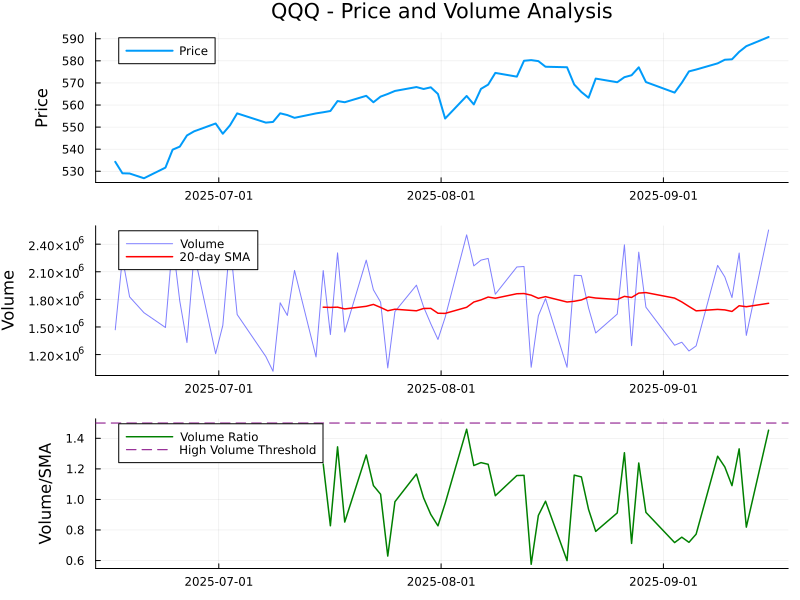 QQQ - Price and Volume Analysis
Price
590
580
570
560
550
540
530
Price
2025-07-01
2025-08-01
2025-09-01
Volume
2.40×10⁶
2.10×10⁶
1.80×10⁶
1.50×10⁶
1.20×10⁶
Volume
20-day SMA
2025-07-01
2025-08-01
2025-09-01
Volume/SMA
1.4
1.2
1.0
0.8
0.6
Volume Ratio
High Volume Threshold
2025-07-01
2025-08-01
2025-09-01